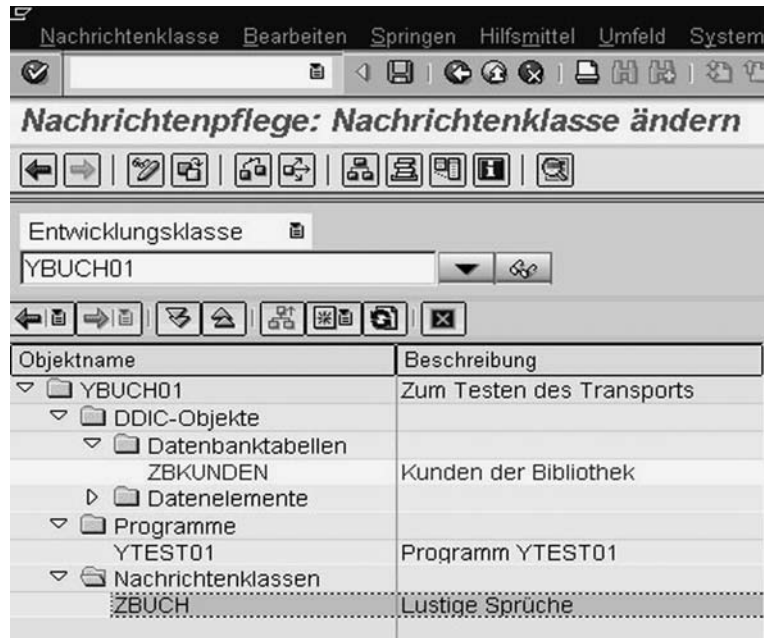 Nachrichtenklasse Bearbeiten Springen Hilfsmittel Umfeld System
Nachrichtenpflege: Nachrichtenklasse ändern
Entwicklungsklasse
YBUCH01
Objektname Beschreibung
YBUCH01 Zum Testen des Transports
DDIC-Objekte
Datenbanktabellen
ZBKUNDEN Kunden der Bibliothek
Datenelemente
Programme
YTEST01 Programm YTEST01
Nachrichtenklassen
ZBUCH Lustige Sprüche